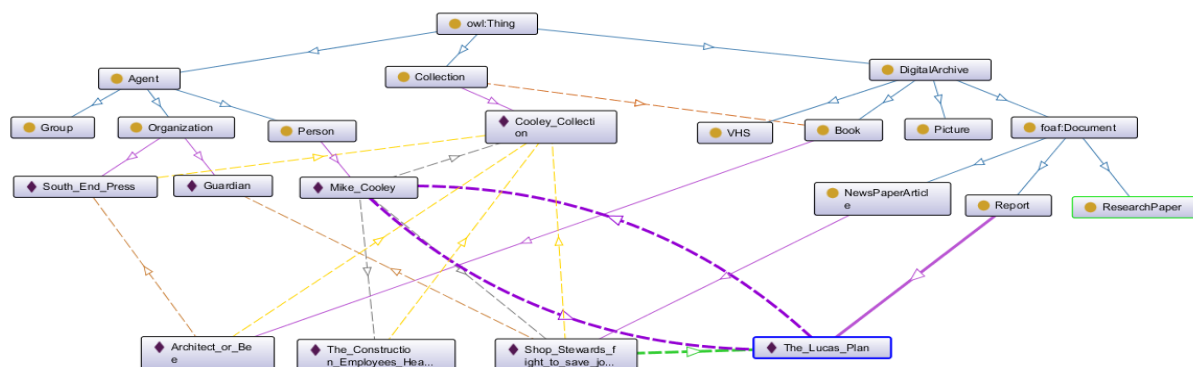 owl:Thing
Agent
Collection
DigitalArchive
Group
Organization
Person
Cooley_Collecti
on
VHS
Book
Picture
foaf:Document
South_End_Press
Guardian
Mike_Cooley
NewsPaperArticl
e
Report
ResearchPaper
Architect_or_Be
e
The_Constructio
n_Employees_Hea...
Shop_Stewards_f
ight_to_save_jo...
The_Lucas_Plan